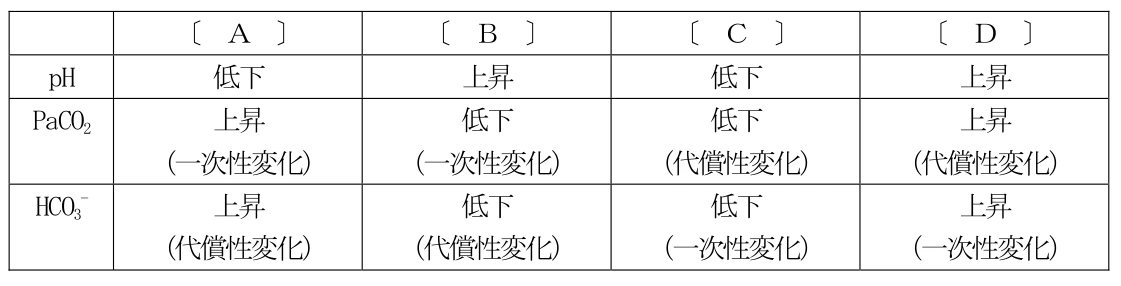 〔 A 〕 〔 B 〕 〔 C 〕 〔 D 〕
pH 低下 上昇 低下 上昇
PaCO₂ 上昇 低下 低下 上昇
(一次性変化) (一次性変化) (代償性変化) (代償性変化)
HCO₃⁻ 上昇 低下 低下 上昇
(代償性変化) (代償性変化) (一次性変化) (一次性変化)